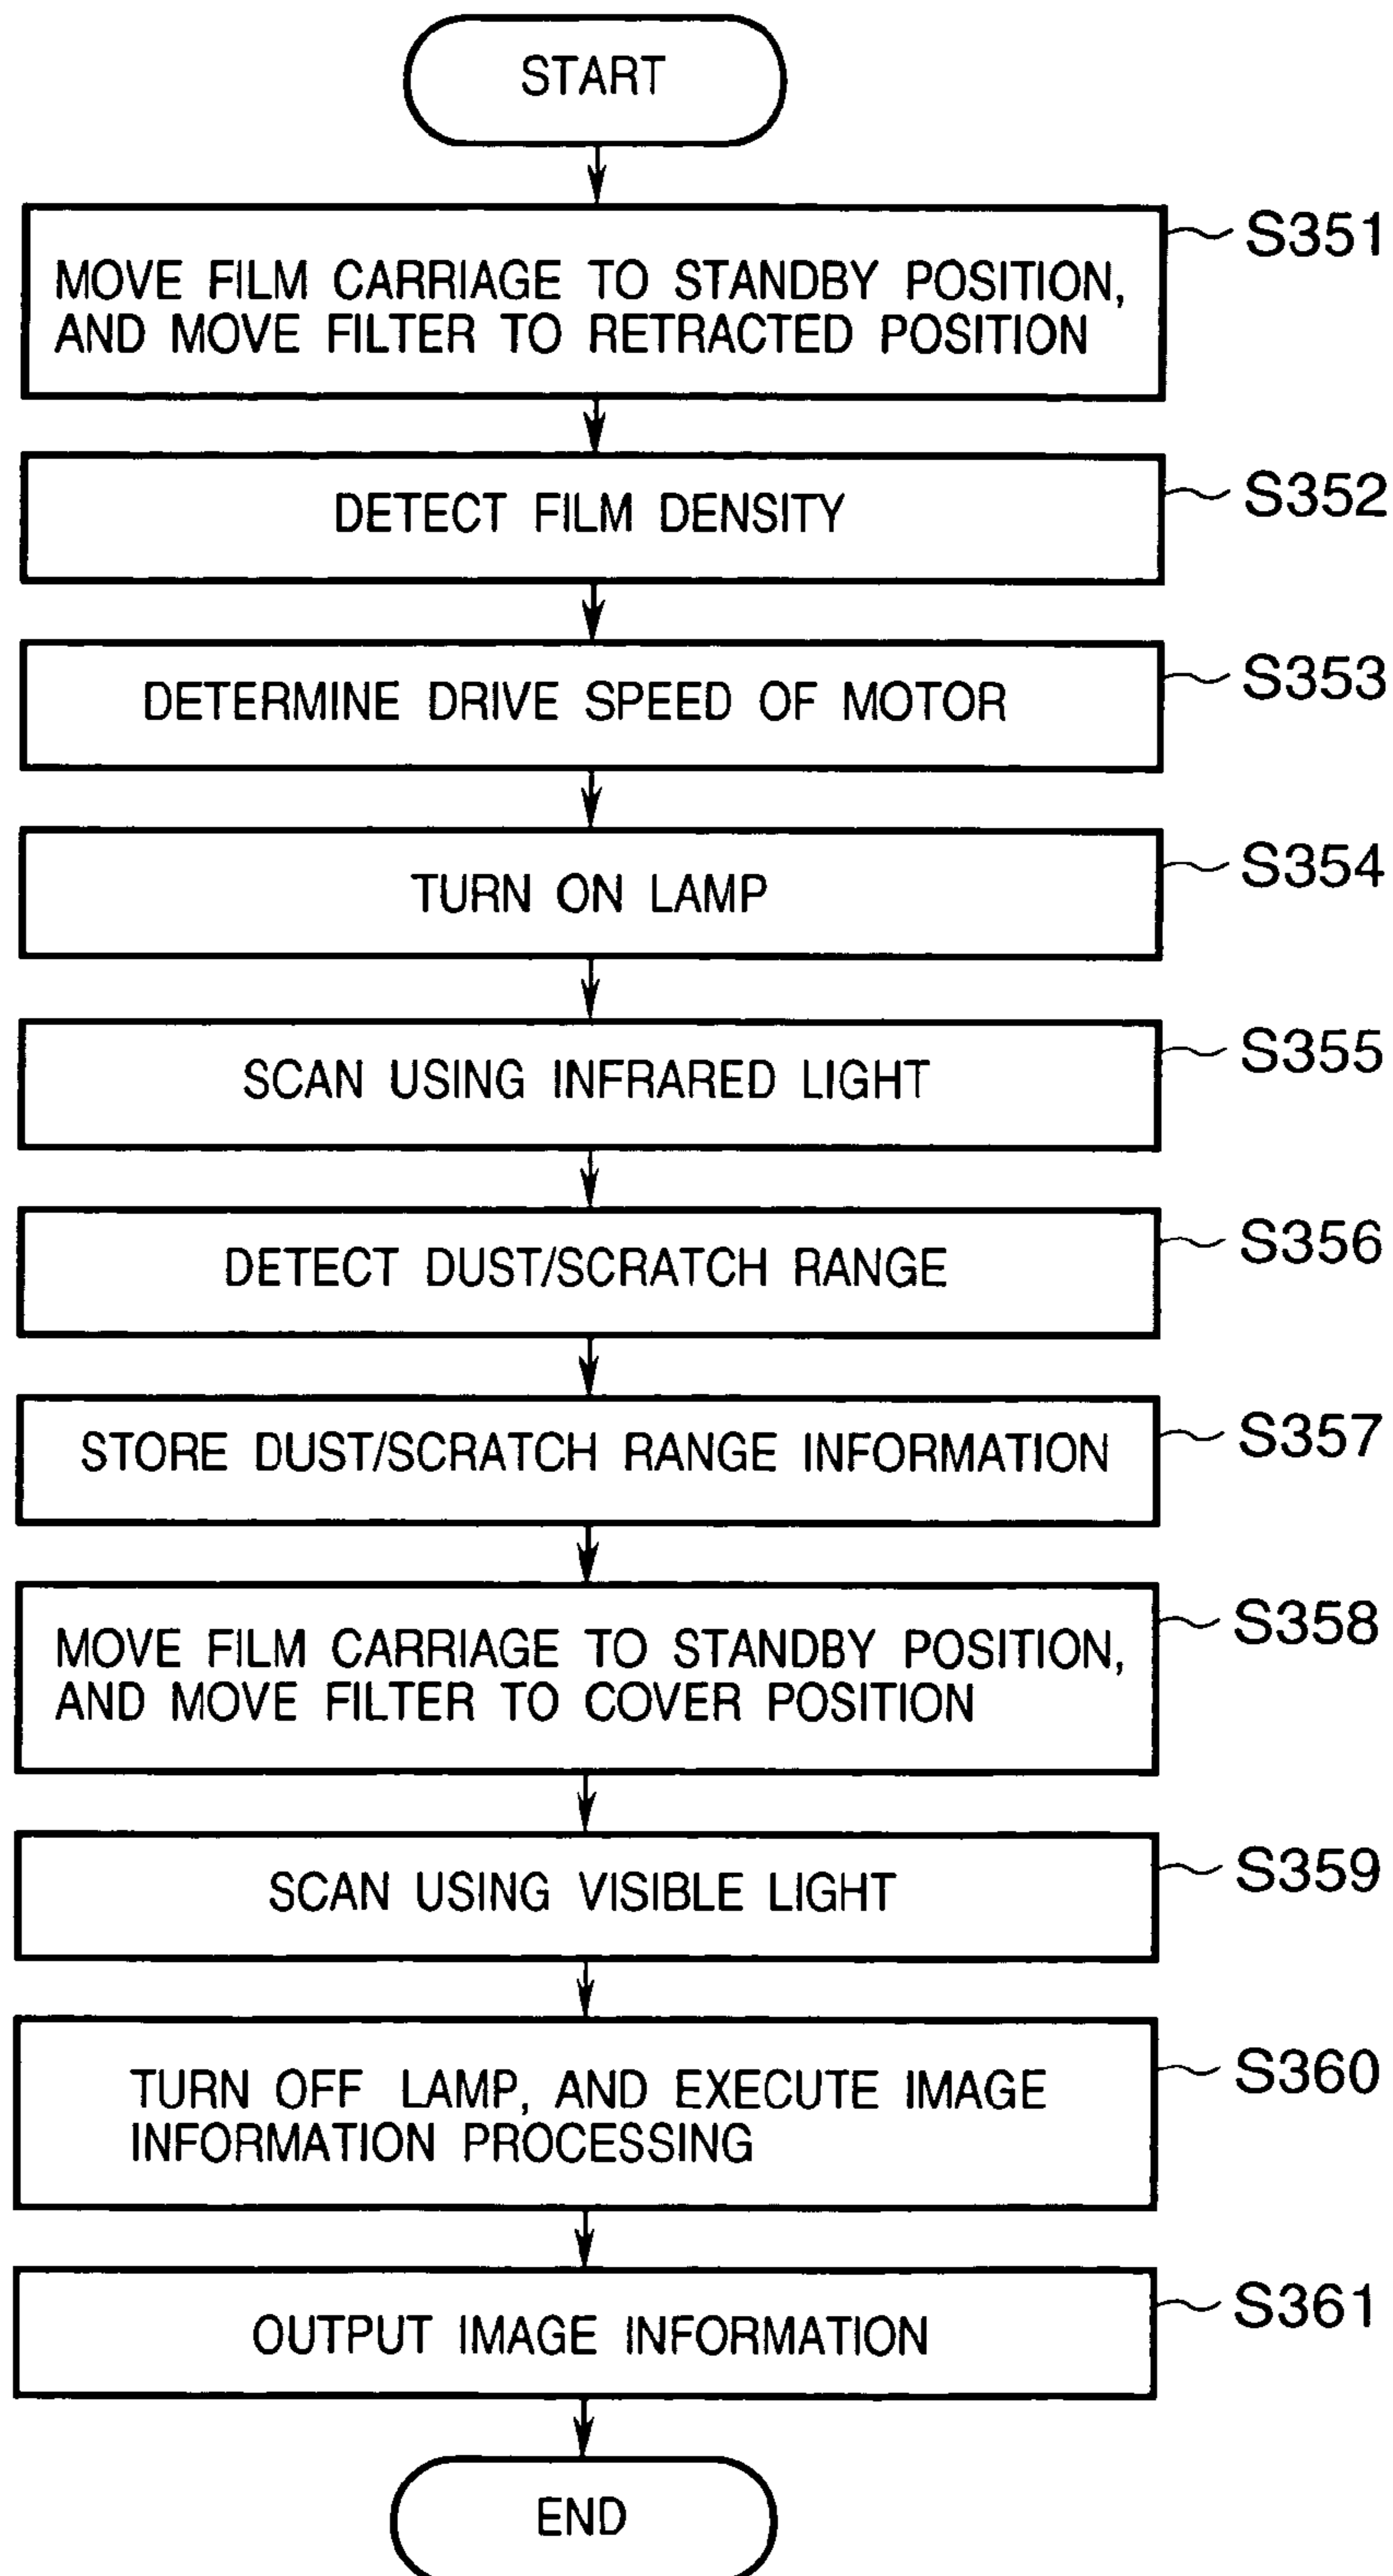 START
MOVE FILM CARRIAGE TO STANDBY POSITION,
AND MOVE FILTER TO RETRACTED POSITION
S351
DETECT FILM DENSITY
S352
DETERMINE DRIVE SPEED OF MOTOR
S353
TURN ON LAMP
S354
SCAN USING INFRARED LIGHT
S355
DETECT DUST/SCRATCH RANGE
S356
STORE DUST/SCRATCH RANGE INFORMATION
S357
MOVE FILM CARRIAGE TO STANDBY POSITION,
AND MOVE FILTER TO COVER POSITION
S358
SCAN USING VISIBLE LIGHT
S359
TURN OFF LAMP, AND EXECUTE IMAGE
INFORMATION PROCESSING
S360
OUTPUT IMAGE INFORMATION
S361
END